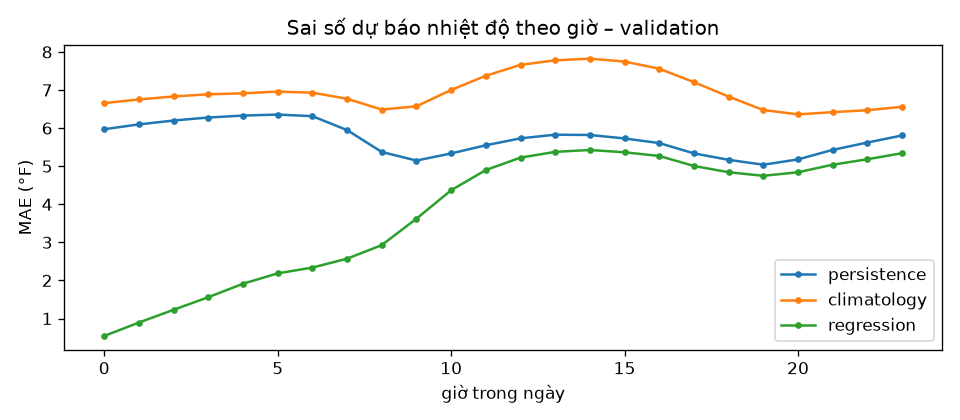 Sai số dự báo nhiệt độ theo giờ – validation
8
7
6
5
4
3
2
1
MAE (°F)
0 5 10 15 20
giờ trong ngày
persistence
climatology
regression